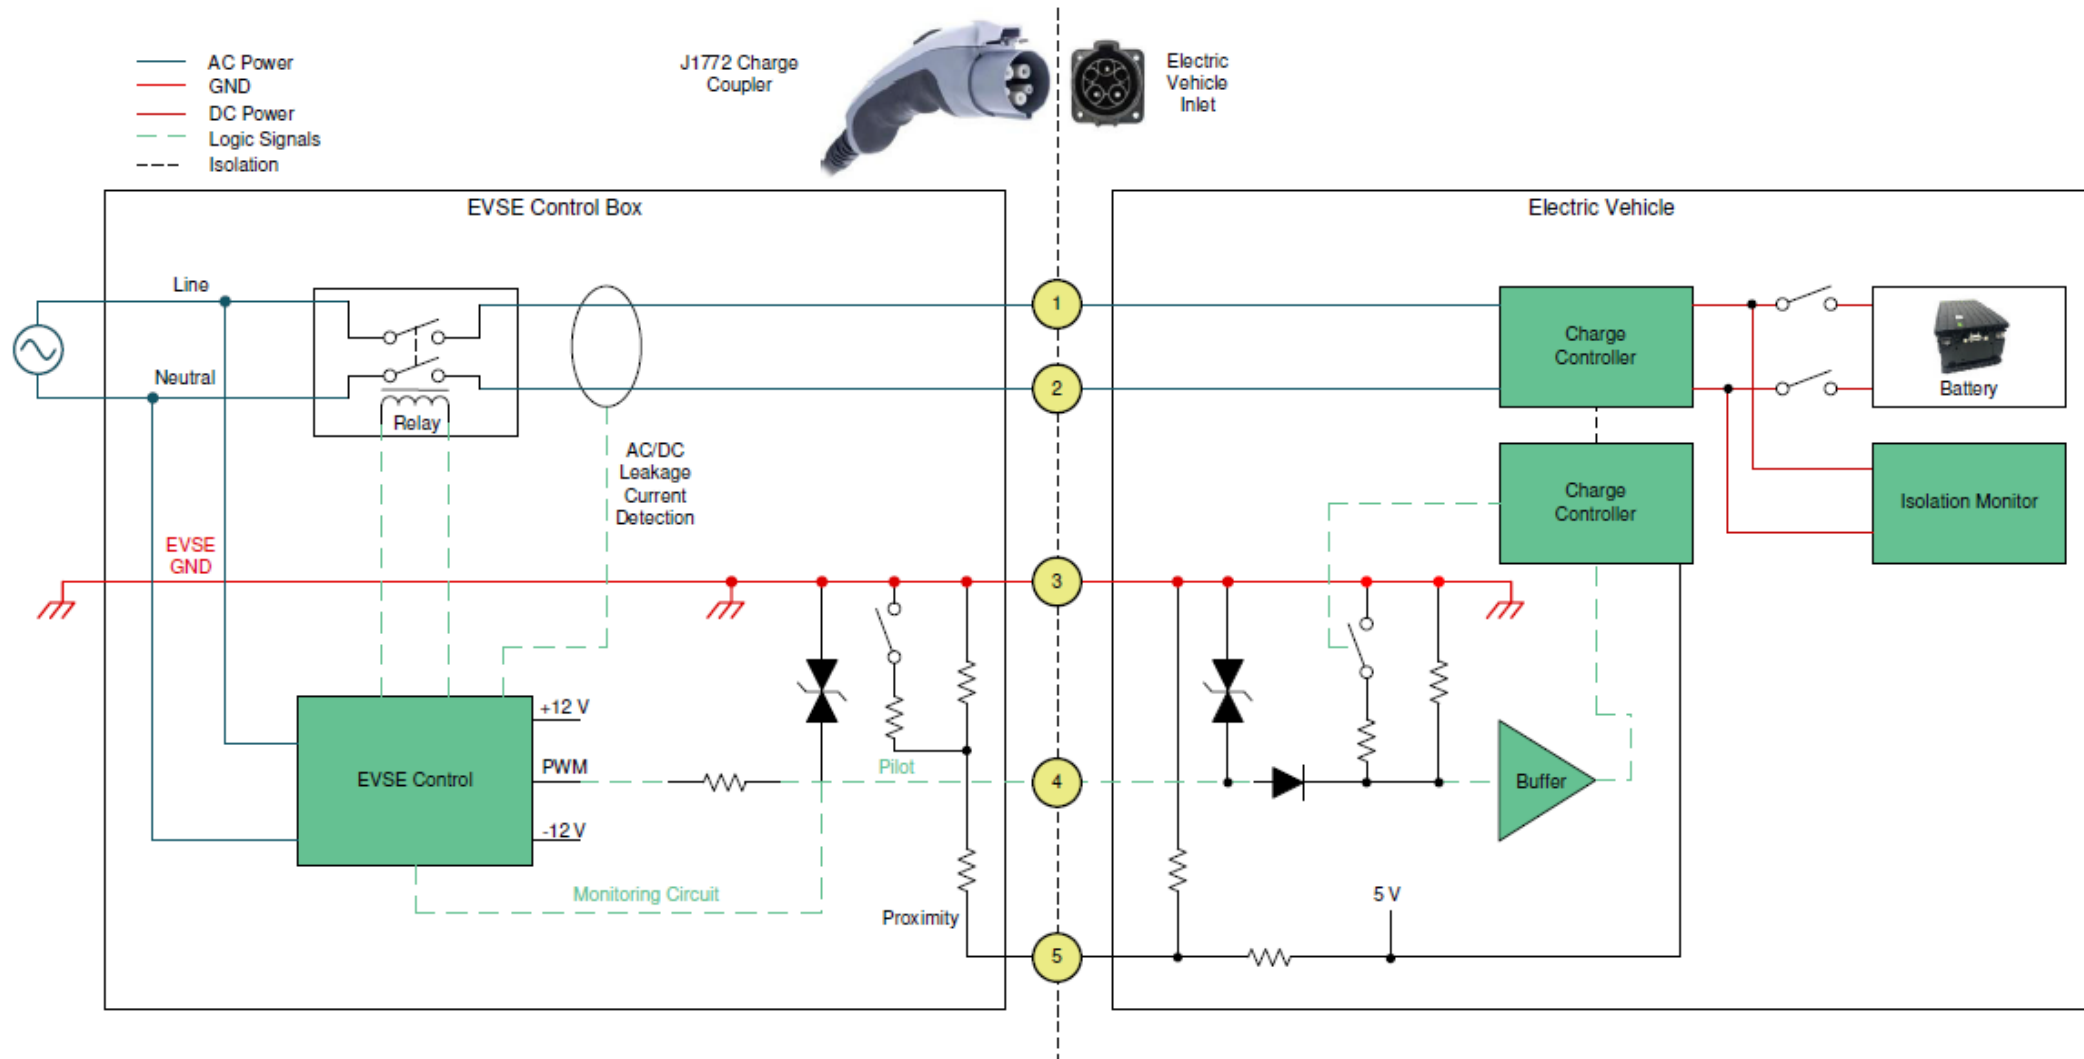 AC Power
GND
DC Power
Logic Signals
Isolation
J1772 Charge
Coupler
Electric
Vehicle
Inlet
EVSE Control Box
Electric Vehicle
Line
Neutral
Relay
AC/DC
Leakage
Current
Detection
EVSE
GND
1
2
3
4
5
Charge
Controller
Battery
Charge
Controller
Isolation Monitor
+12 V
PWM
-12 V
EVSE Control
Pilot
Buffer
Monitoring Circuit
Proximity
5 V